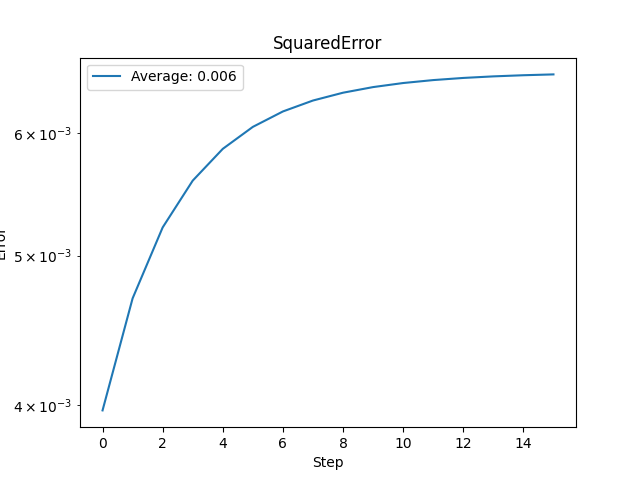 SquaredError
Average: 0.006
6 × 10⁻³
5 × 10⁻³
4 × 10⁻³
Error
0 2 4 6 8 10 12 14
Step